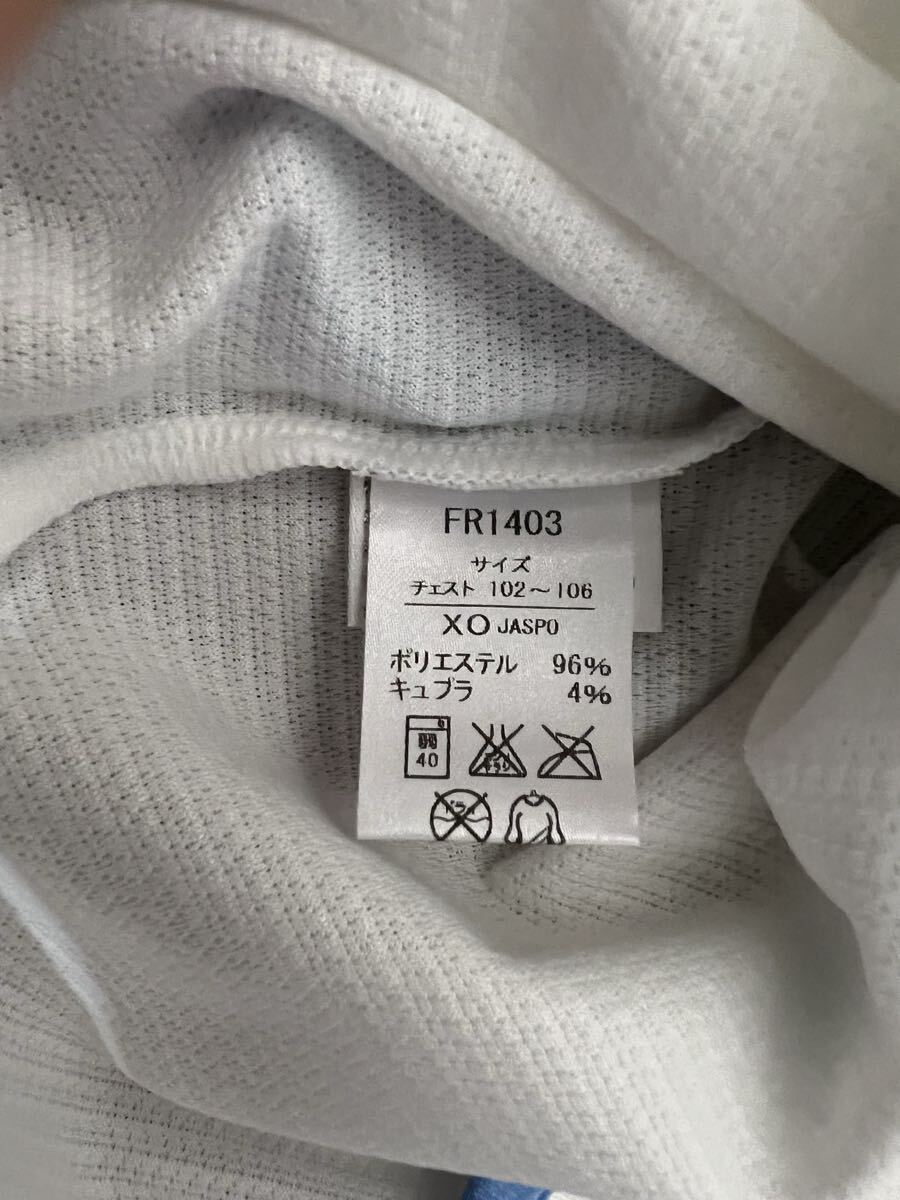 FR1403
サイズ
チェスト 102〜106
XO JASPO
ポリエステル 96%
キュプラ 4%
40